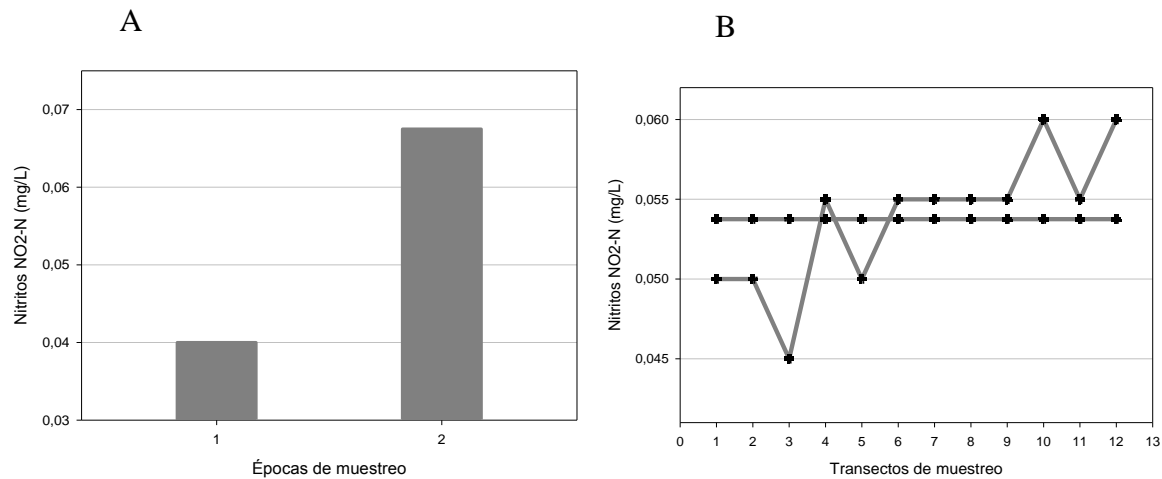 A
Nitritos NO2-N (mg/L)
0,07
0,06
0,05
0,04
0,03
1 2
Épocas de muestreo
B
Nitritos NO2-N (mg/L)
0,060
0,055
0,050
0,045
0 1 2 3 4 5 6 7 8 9 10 11 12 13
Transectos de muestreo